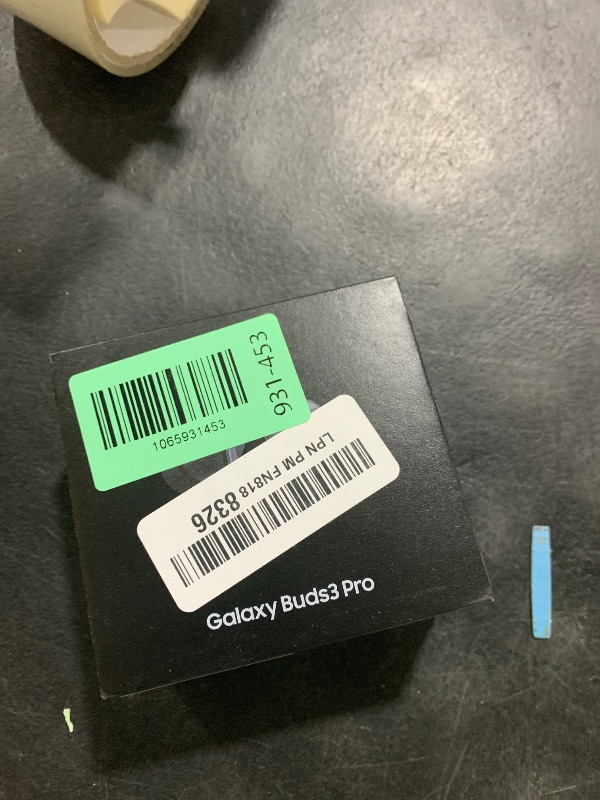 931-453
1065931453
LPN PM FN818 8326
Galaxy Buds3 Pro